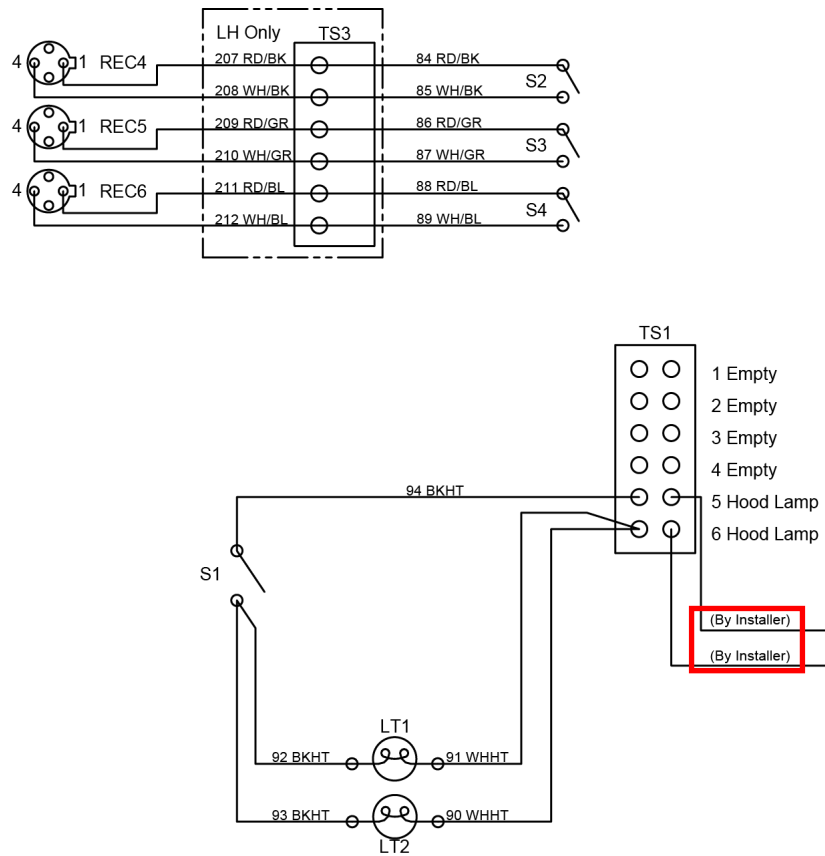 LH Only TS3
4 1 REC4 207 RD/BK 84 RD/BK
S2
208 WH/BK 85 WH/BK
4 1 REC5 209 RD/GR 86 RD/GR
S3
210 WH/GR 87 WH/GR
4 1 REC6 211 RD/BL 88 RD/BL
S4
212 WH/BL 89 WH/BL
TS1
1 Empty
2 Empty
3 Empty
4 Empty
94 BKHT
5 Hood Lamp
6 Hood Lamp
S1
(By Installer)
(By Installer)
LT1
92 BKHT 91 WHHT
93 BKHT 90 WHHT
LT2